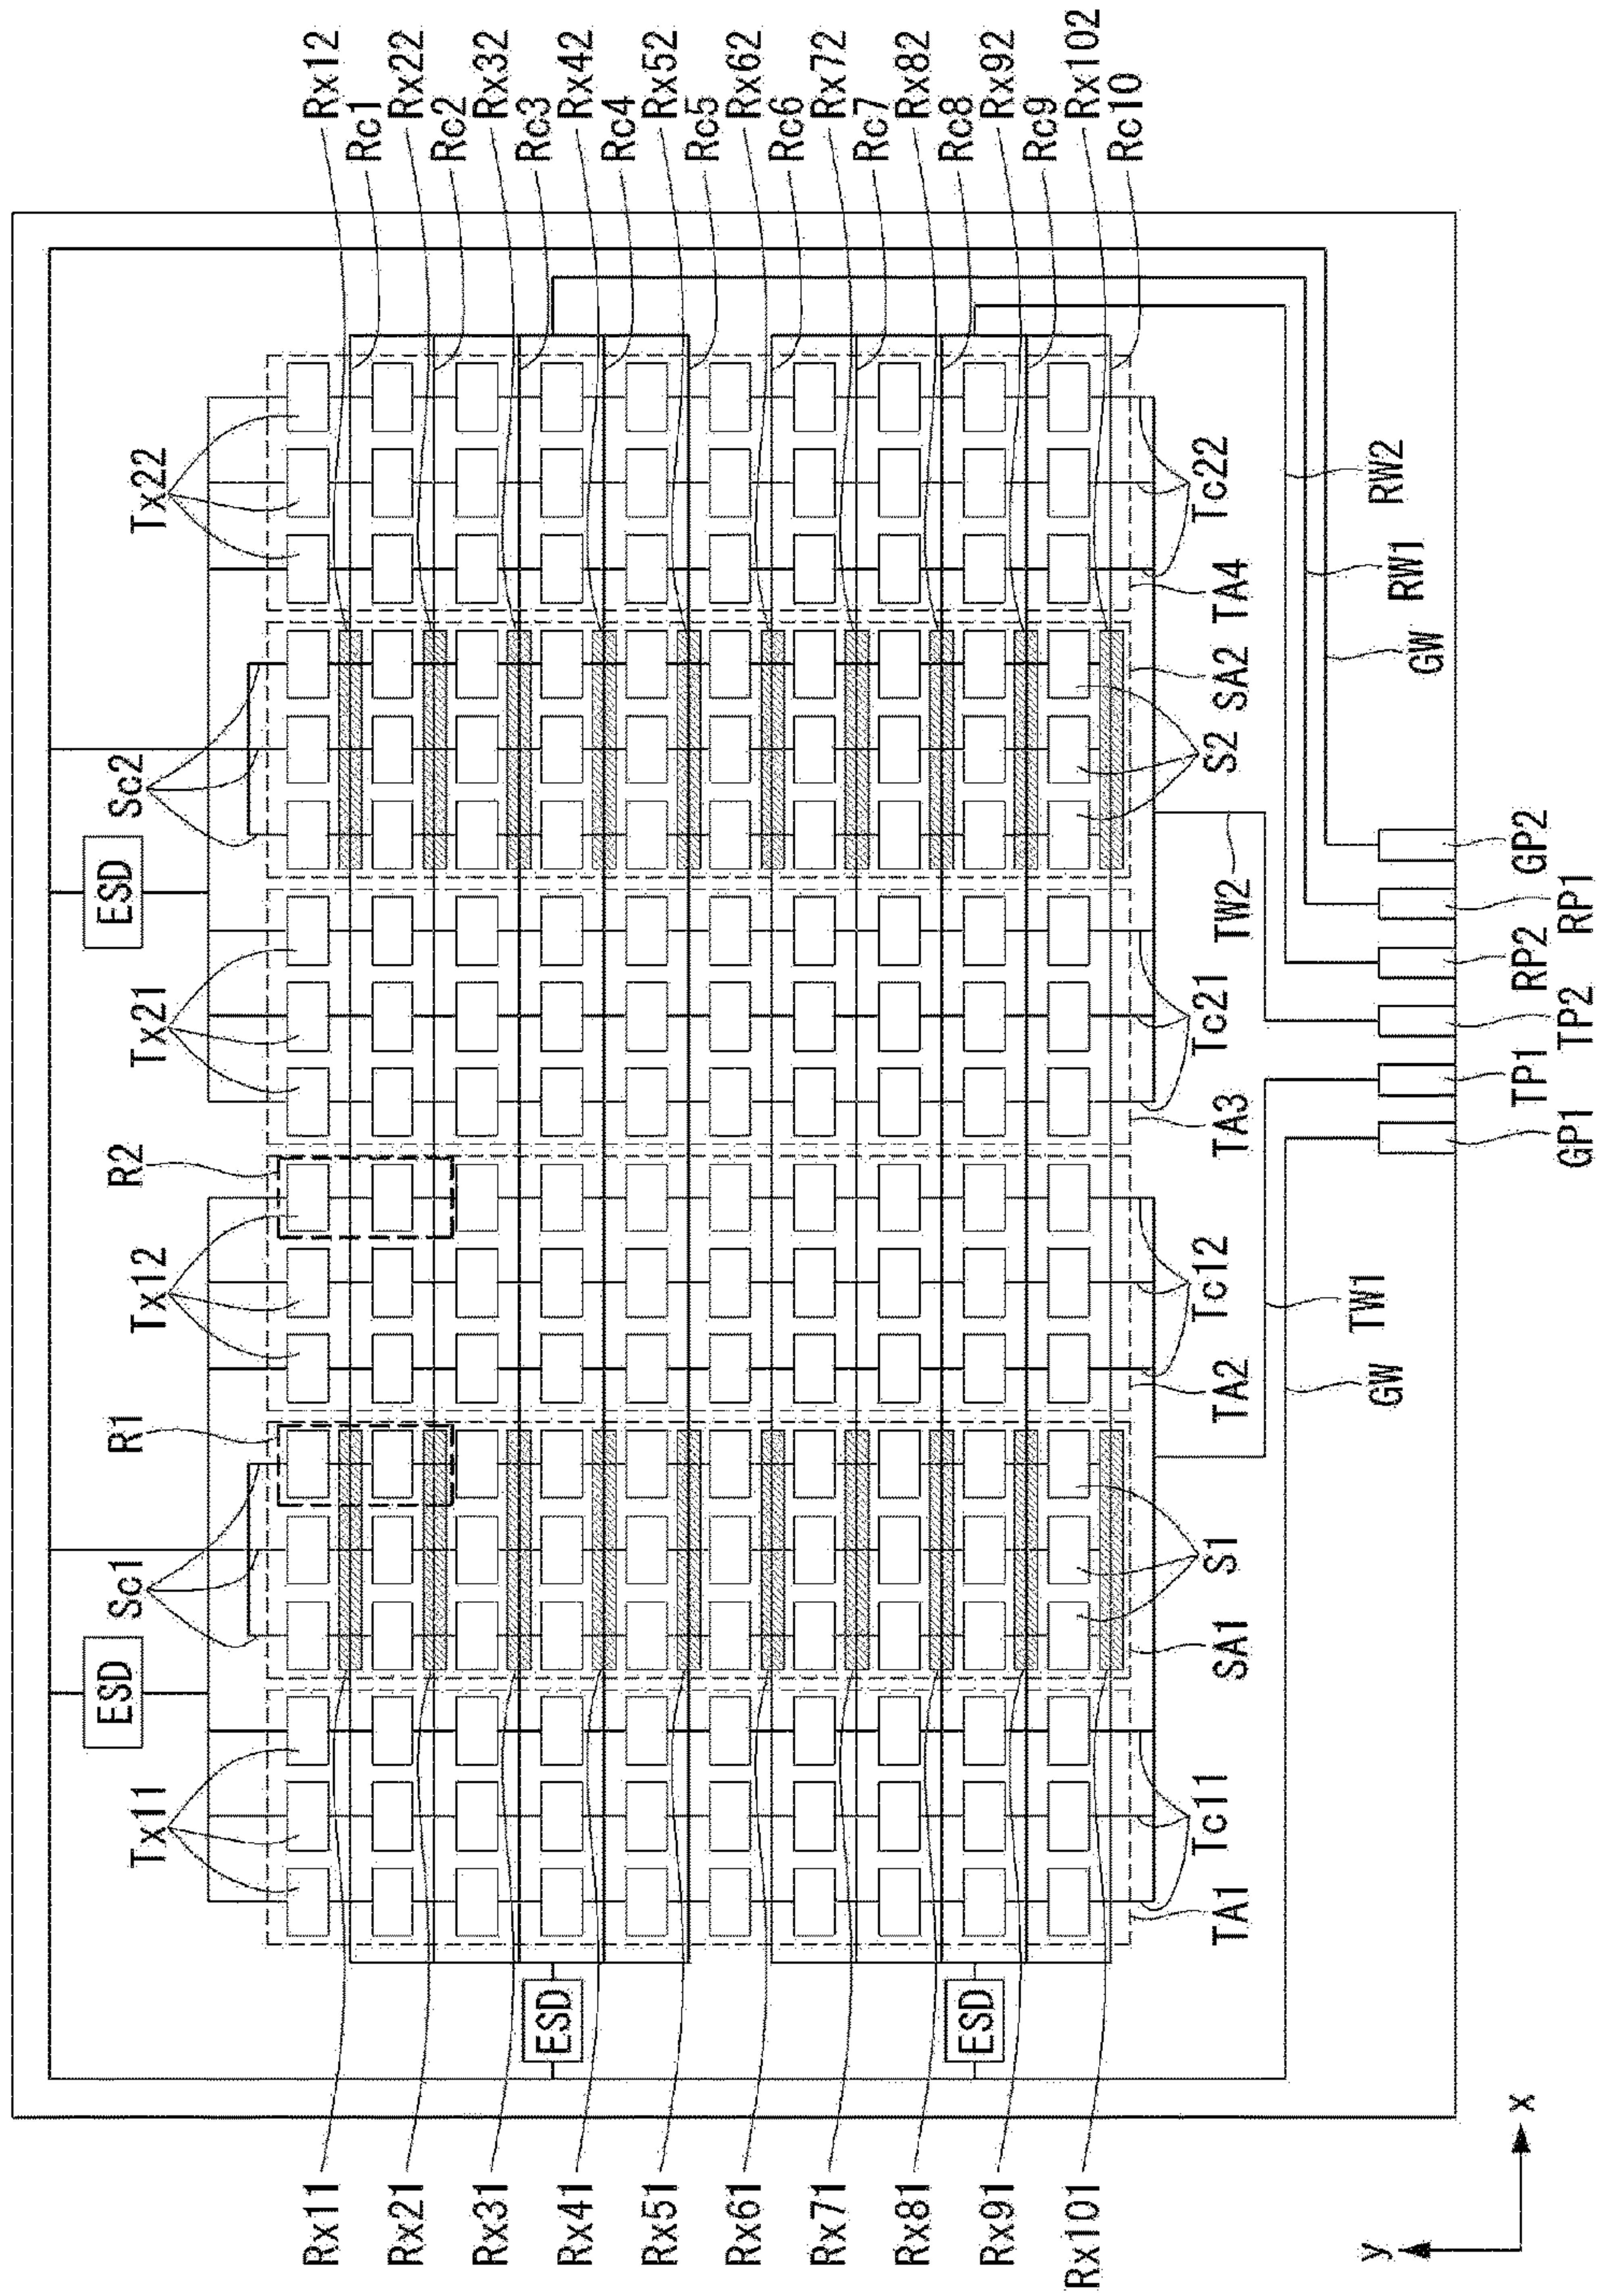 Rx12
Rc1
Rx22
Rc2
Rx32
Rc3
Rx42
Rc4
Rx52
Rc5
Rx62
Rc6
Rx72
Rc7
Rx82
Rc8
Rx92
Rc9
Rx102
Rc10
Tx22
Sc2
ESD
Tx21
R2
Tx12
R1
Sc1
ESD
Tx11
ESD
ESD
Tc22
TA4
SA2
S2
TW2
Tc21
TA3
Tc12
TA2
S1
SA1
Tc11
TA1
RW2
RW1
GW
TW1
GW
GP2
RP1
RP2
TP2
TP1
GP1
Rx11
Rx21
Rx31
Rx41
Rx51
Rx61
Rx71
Rx81
Rx91
Rx101
y
x